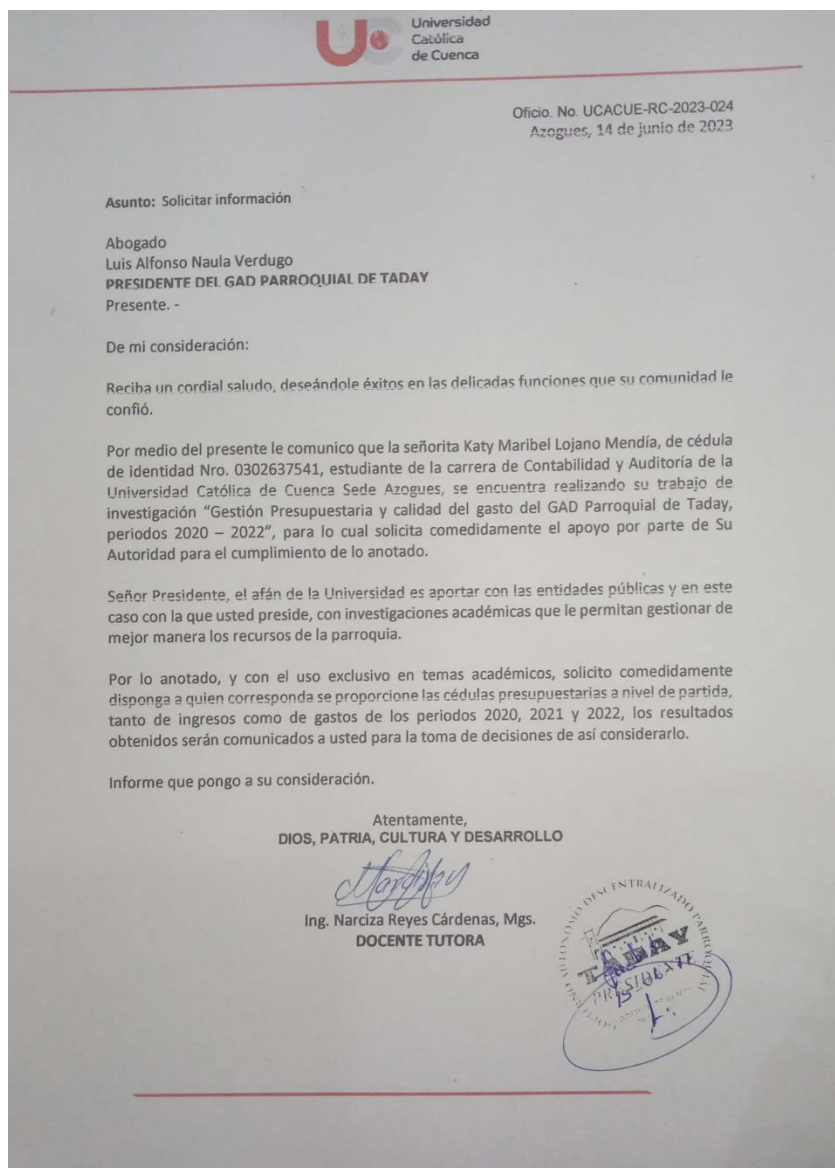 Universidad
Católica
de Cuenca
Oficio. No. UCACUE-RC-2023-024
Azogues, 14 de junio de 2023
Asunto: Solicitar información
Abogado
Luis Alfonso Naula Verdugo
PRESIDENTE DEL GAD PARROQUIAL DE TADAY
Presente. -
De mi consideración:
Reciba un cordial saludo, deseándole éxitos en las delicadas funciones que su comunidad le
confió.
Por medio del presente le comunico que la señorita Katy Maribel Lojano Mendía, de cédula
de identidad Nro. 0302637541, estudiante de la carrera de Contabilidad y Auditoría de la
Universidad Católica de Cuenca Sede Azogues, se encuentra realizando su trabajo de
investigación “Gestión Presupuestaria y calidad del gasto del GAD Parroquial de Taday,
periodos 2020 – 2022”, para lo cual solicita comedidamente el apoyo por parte de Su
Autoridad para el cumplimiento de lo anotado.
Señor Presidente, el afán de la Universidad es aportar con las entidades públicas y en este
caso con la que usted preside, con investigaciones académicas que le permitan gestionar de
mejor manera los recursos de la parroquia.
Por lo anotado, y con el uso exclusivo en temas académicos, solicito comedidamente
disponga a quien corresponda se proporcione las cédulas presupuestarias a nivel de partida,
tanto de ingresos como de gastos de los periodos 2020, 2021 y 2022, los resultados
obtenidos serán comunicados a usted para la toma de decisiones de así considerarlo.
Informe que pongo a su consideración.
Atentamente,
DIOS, PATRIA, CULTURA Y DESARROLLO
Ing. Narciza Reyes Cárdenas, Mgs.
DOCENTE TUTORA
AUTONOMO DESCENTRALIZADO PARROQUIAL
TADAY
PRESIDENTE